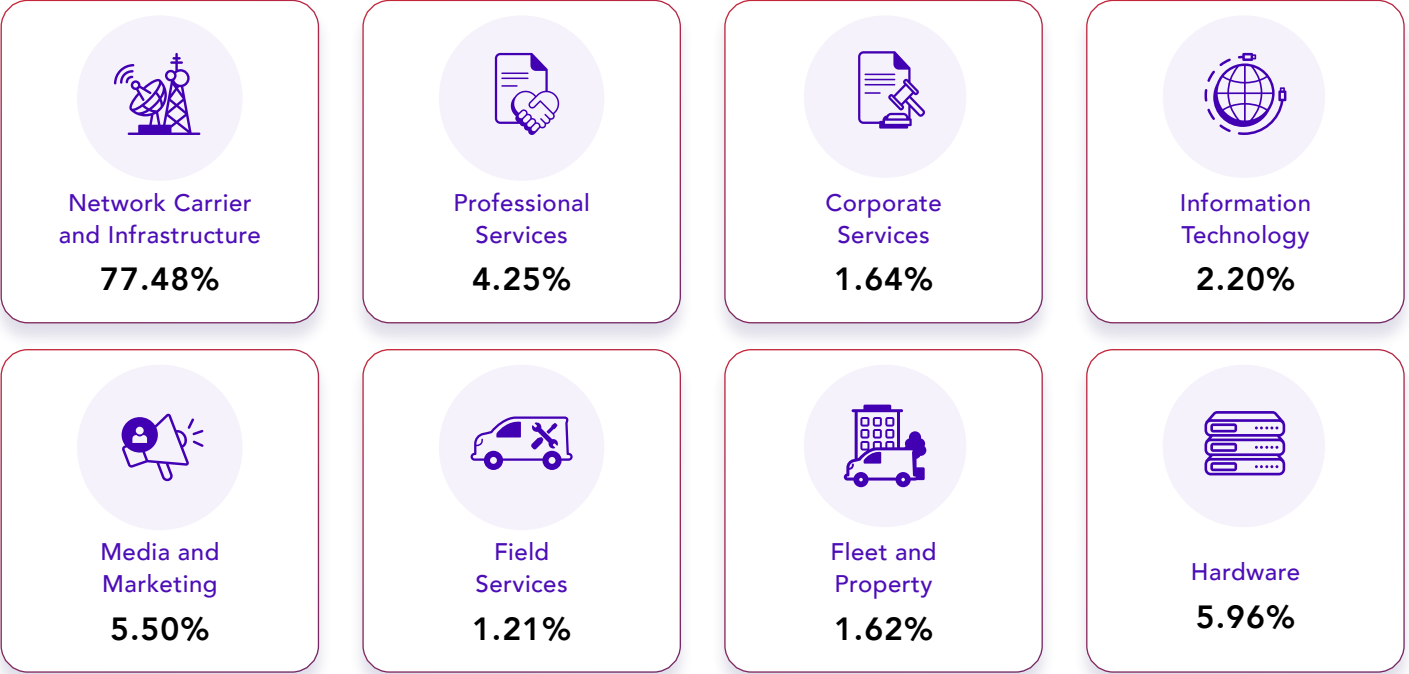 Network Carrier
and Infrastructure
77.48%
Professional
Services
4.25%
Corporate
Services
1.64%
Information
Technology
2.20%
Media and
Marketing
5.50%
Field
Services
1.21%
Fleet and
Property
1.62%
Hardware
5.96%